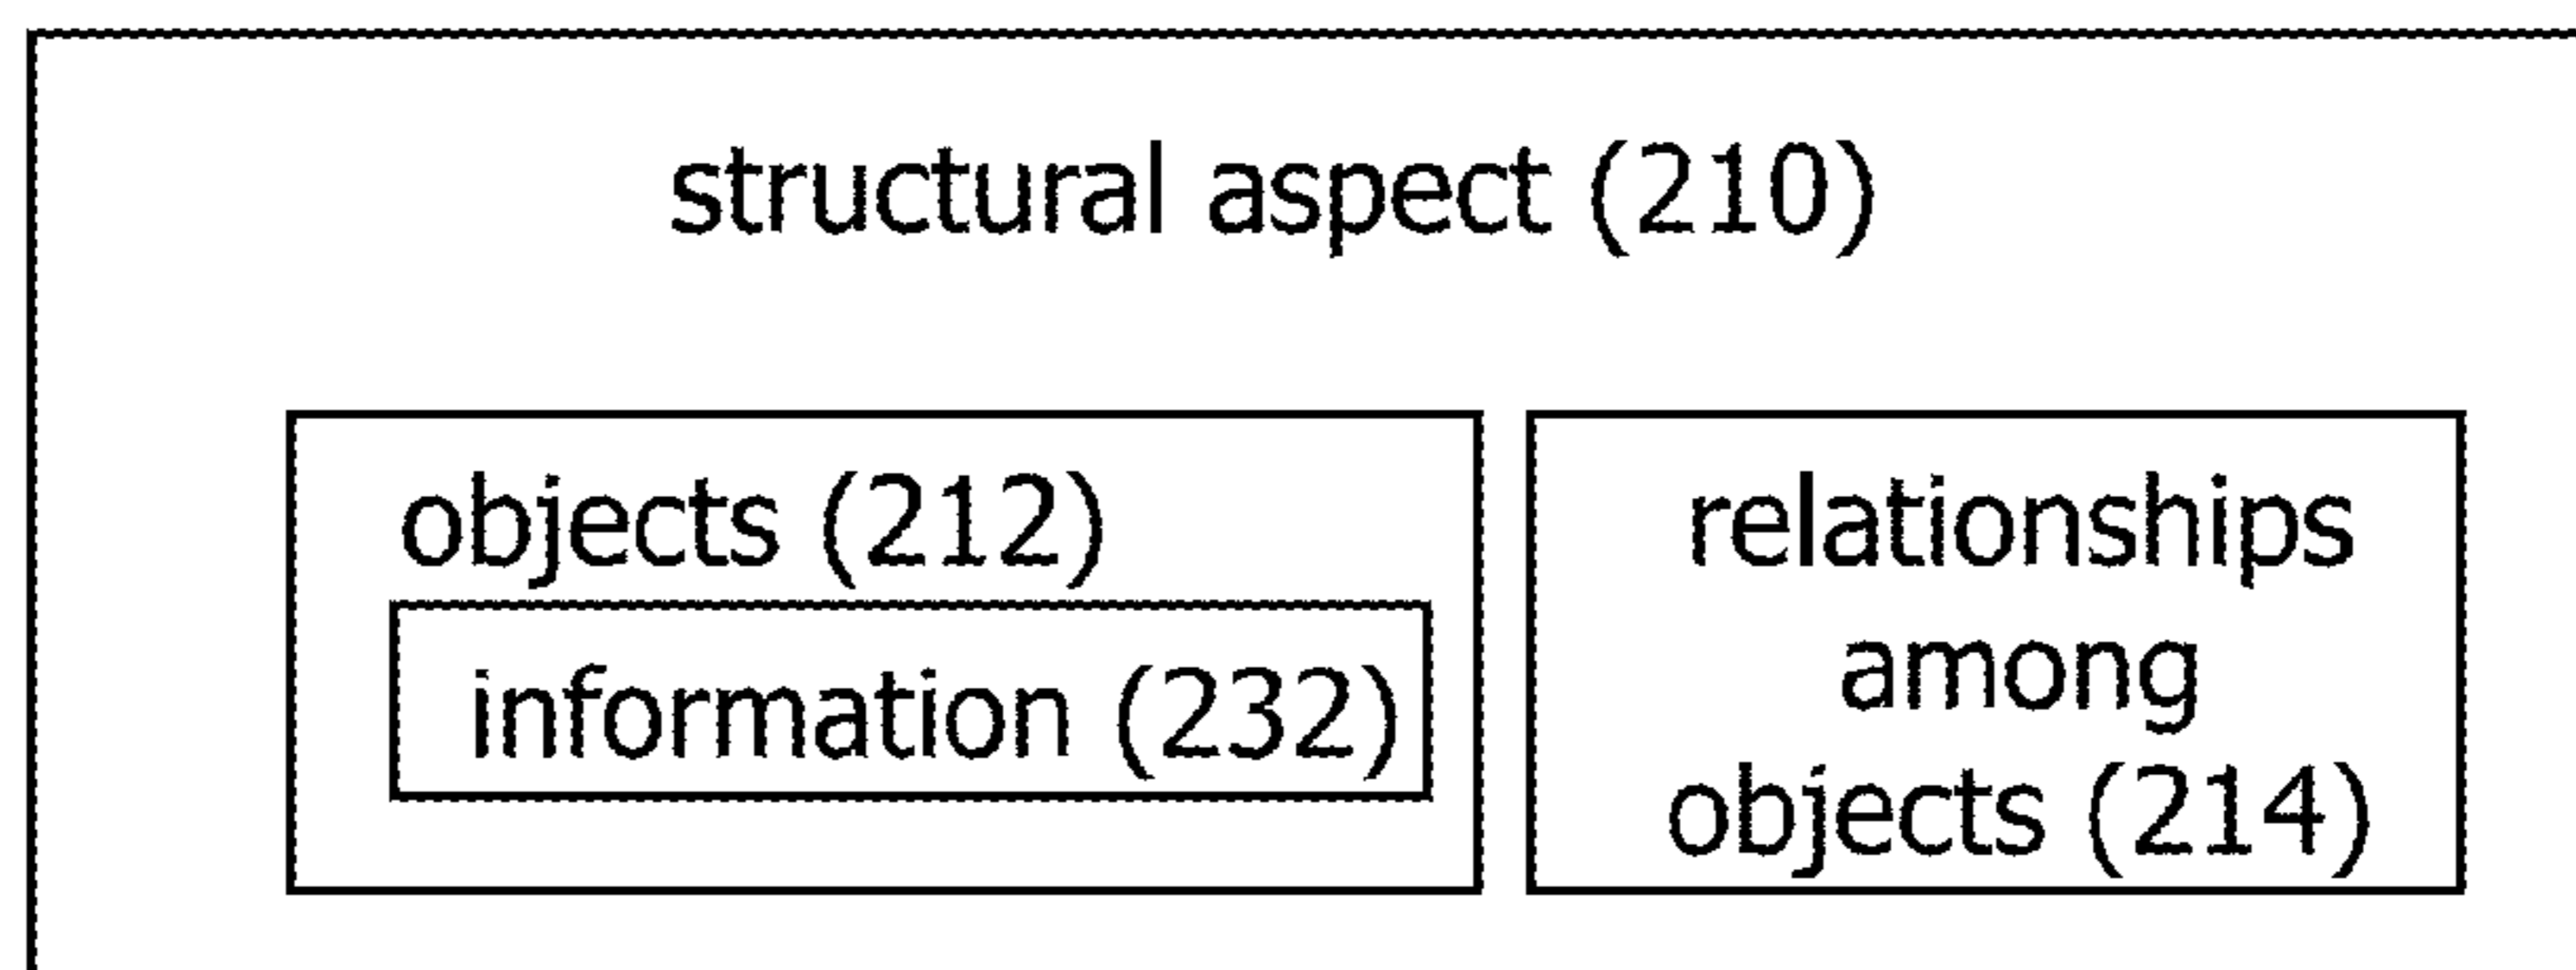 structural aspect (210)
objects (212)
information (232)
relationships
among
objects (214)